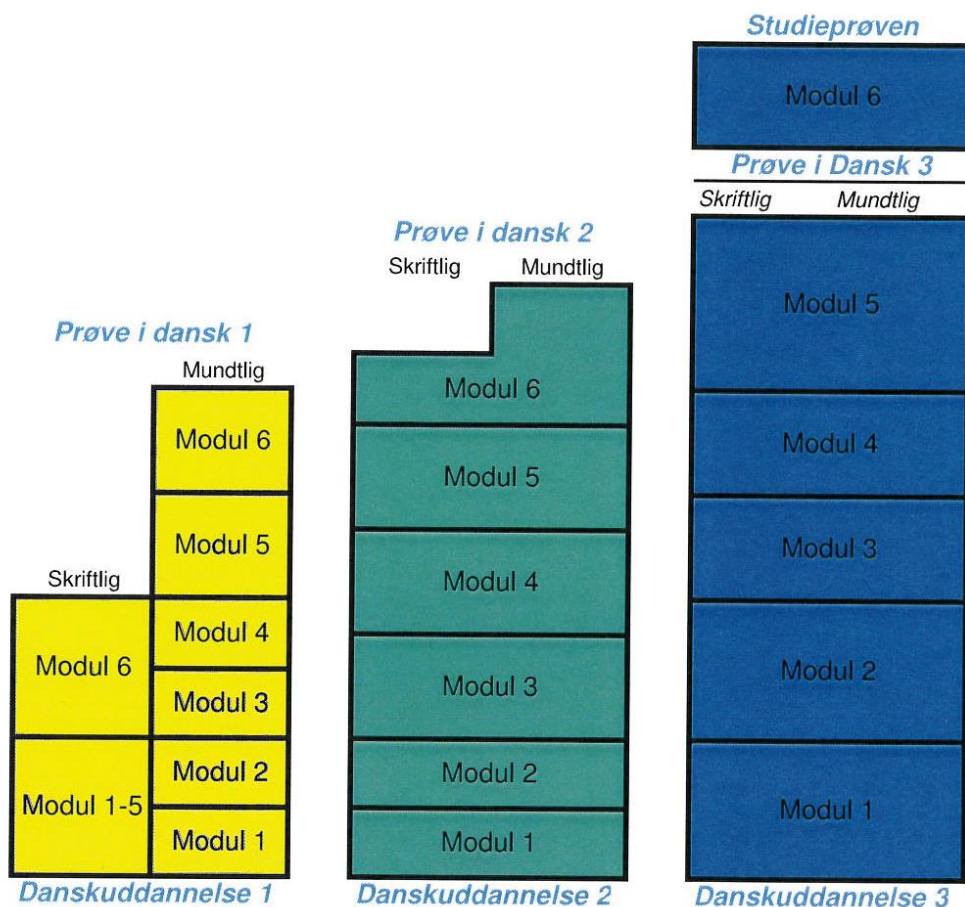 Prøve i dansk 1
Mundtlig
Modul 6
Modul 5
Skriftlig
Modul 4
Modul 6
Modul 3
Modul 2
Modul 1-5
Modul 1
Danskuddannelse 1
Prøve i dansk 2
Skriftlig Mundtlig
Modul 6
Modul 5
Modul 4
Modul 3
Modul 2
Modul 1
Danskuddannelse 2
Studieprøven
Modul 6
Prøve i Dansk 3
Skriftlig Mundtlig
Modul 5
Modul 4
Modul 3
Modul 2
Modul 1
Danskuddannelse 3